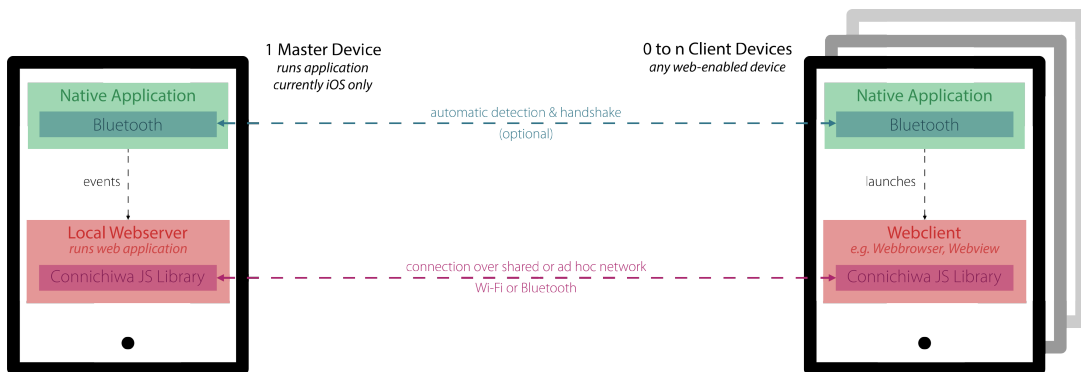 1 Master Device
runs application
currently iOS only
0 to n Client Devices
any web-enabled device
Native Application
Bluetooth
automatic detection & handshake
(optional)
Native Application
Bluetooth
events
launches
Local Webserver
runs web application
Connichiwa JS Library
connection over shared or ad hoc network
Wi-Fi or Bluetooth
Webclient
e.g. Webbrowser, Webview
Connichiwa JS Library